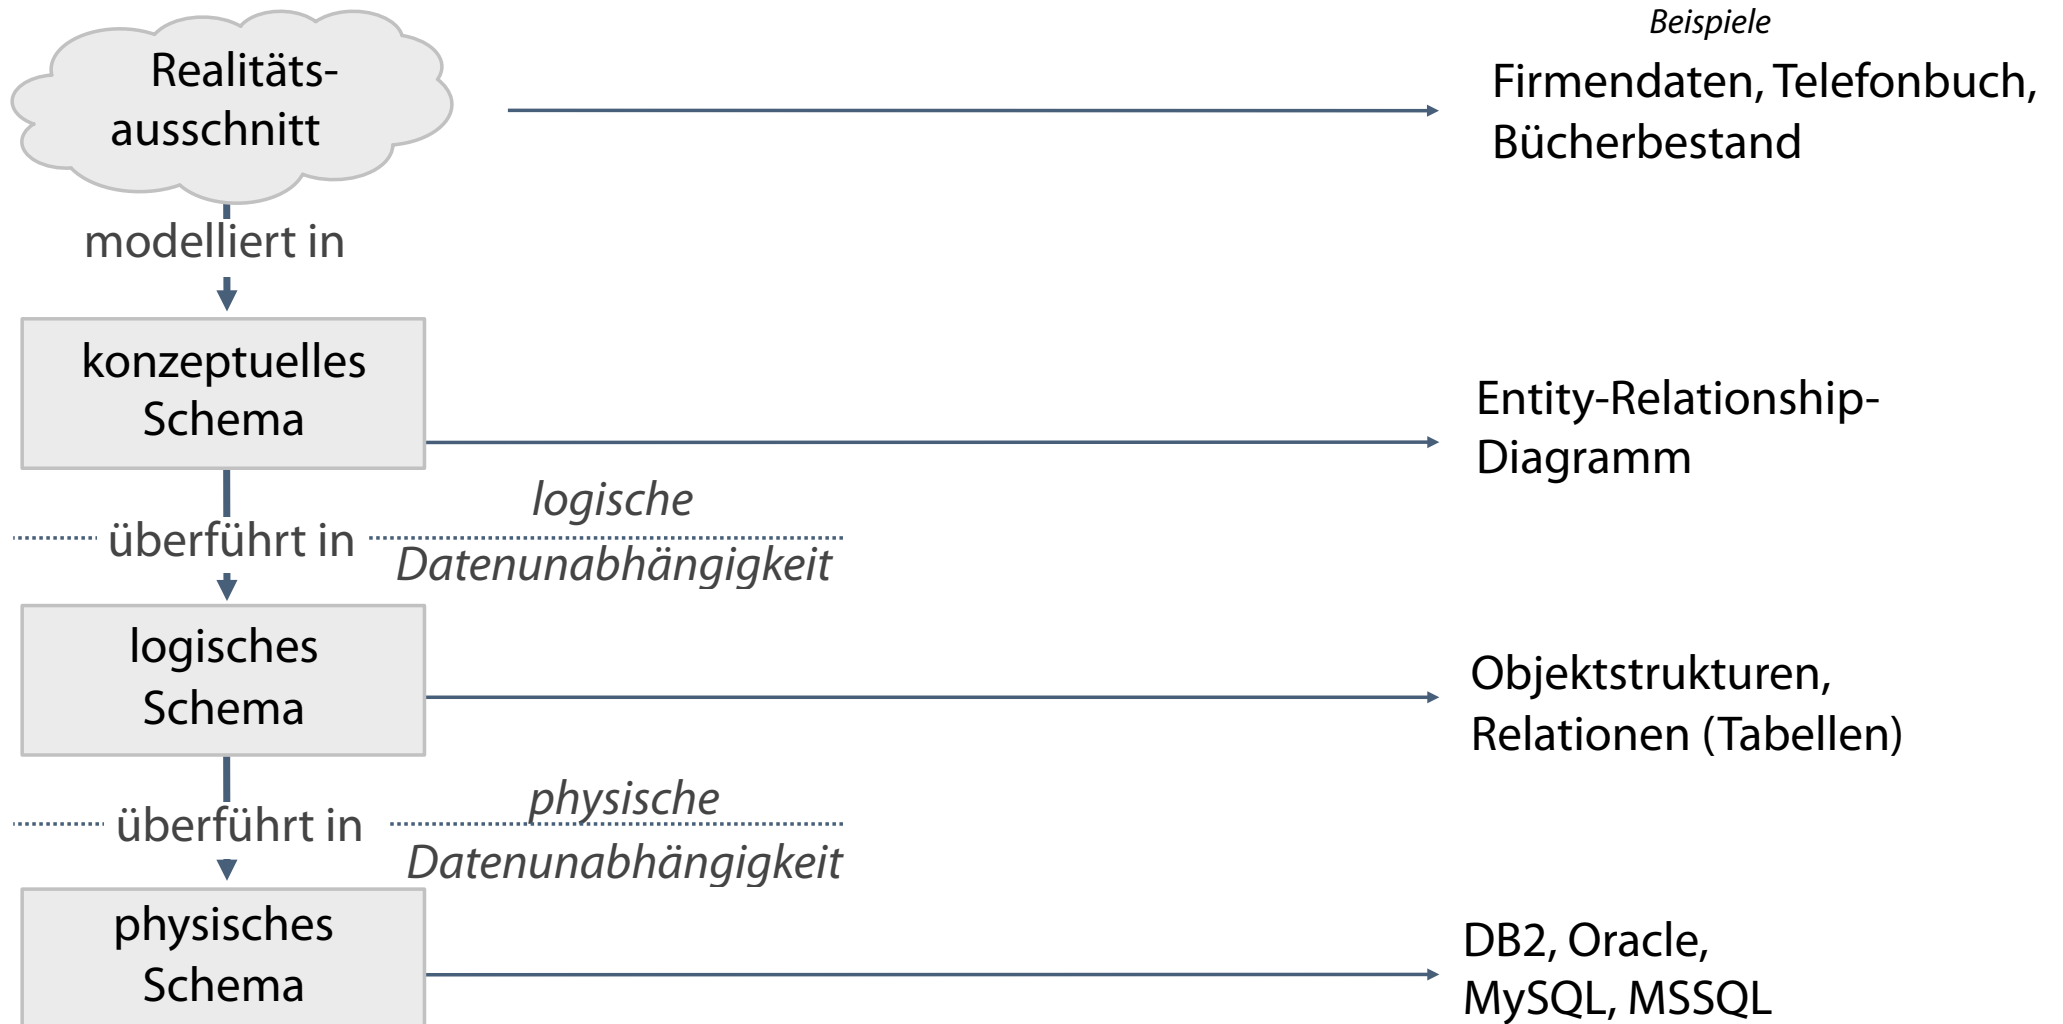 Beispiele
Realitäts-
ausschnitt
Firmendaten, Telefonbuch,
Bücherbestand
modelliert in
konzeptuelles
Schema
Entity-Relationship-
Diagramm
logische
überführt in
Datenunabhängigkeit
logisches
Schema
Objektstrukturen,
Relationen (Tabellen)
physische
überführt in
Datenunabhängigkeit
physisches
Schema
DB2, Oracle,
MySQL, MSSQL